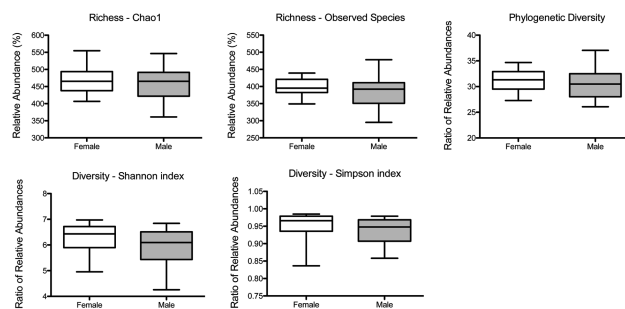 Richess - Chao1
Relative Abundance (%)
600
550
500
450
400
350
300
Female
Male
Richness - Observed Species
Relative Abundance (%)
600
550
500
450
400
350
300
250
Female
Male
Phylogenetic Diversity
Ratio of Relative Abundances
40
35
30
25
20
Female
Male
Diversity - Shannon index
Ratio of Relative Abundances
8
7
6
5
4
Female
Male
Diversity - Simpson index
Ratio of Relative Abundances
1.05
1.00
0.95
0.90
0.85
0.80
0.75
Female
Male